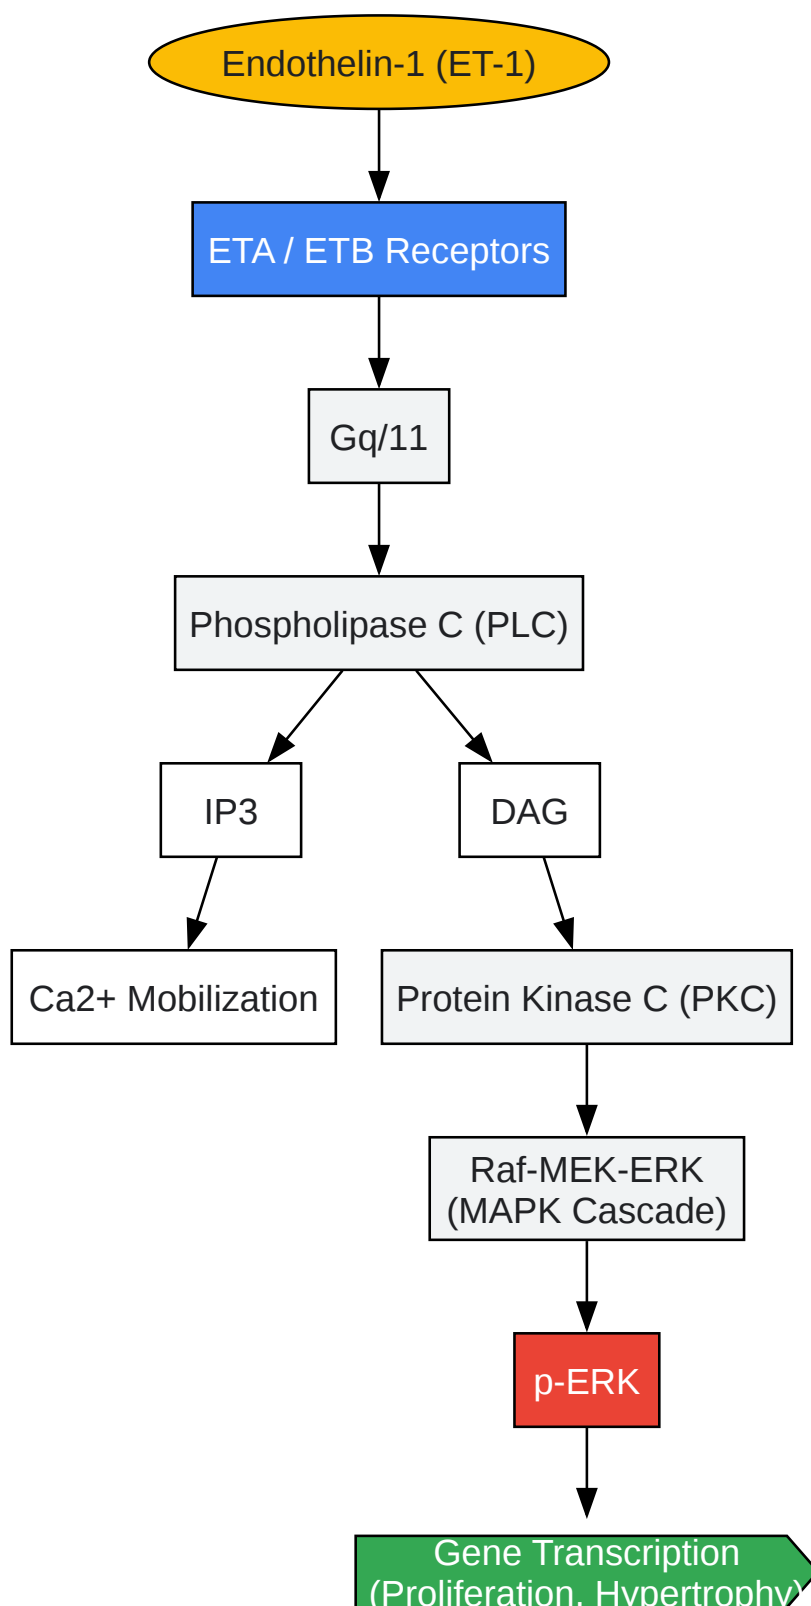 Endothelin-1 (ET-1)
ETA / ETB Receptors
Gq/11
Phospholipase C (PLC)
IP3
DAG
Ca2+ Mobilization
Protein Kinase C (PKC)
Raf-MEK-ERK
(MAPK Cascade)
p-ERK
Gene Transcription
(Proliferation, Hypertrophy)